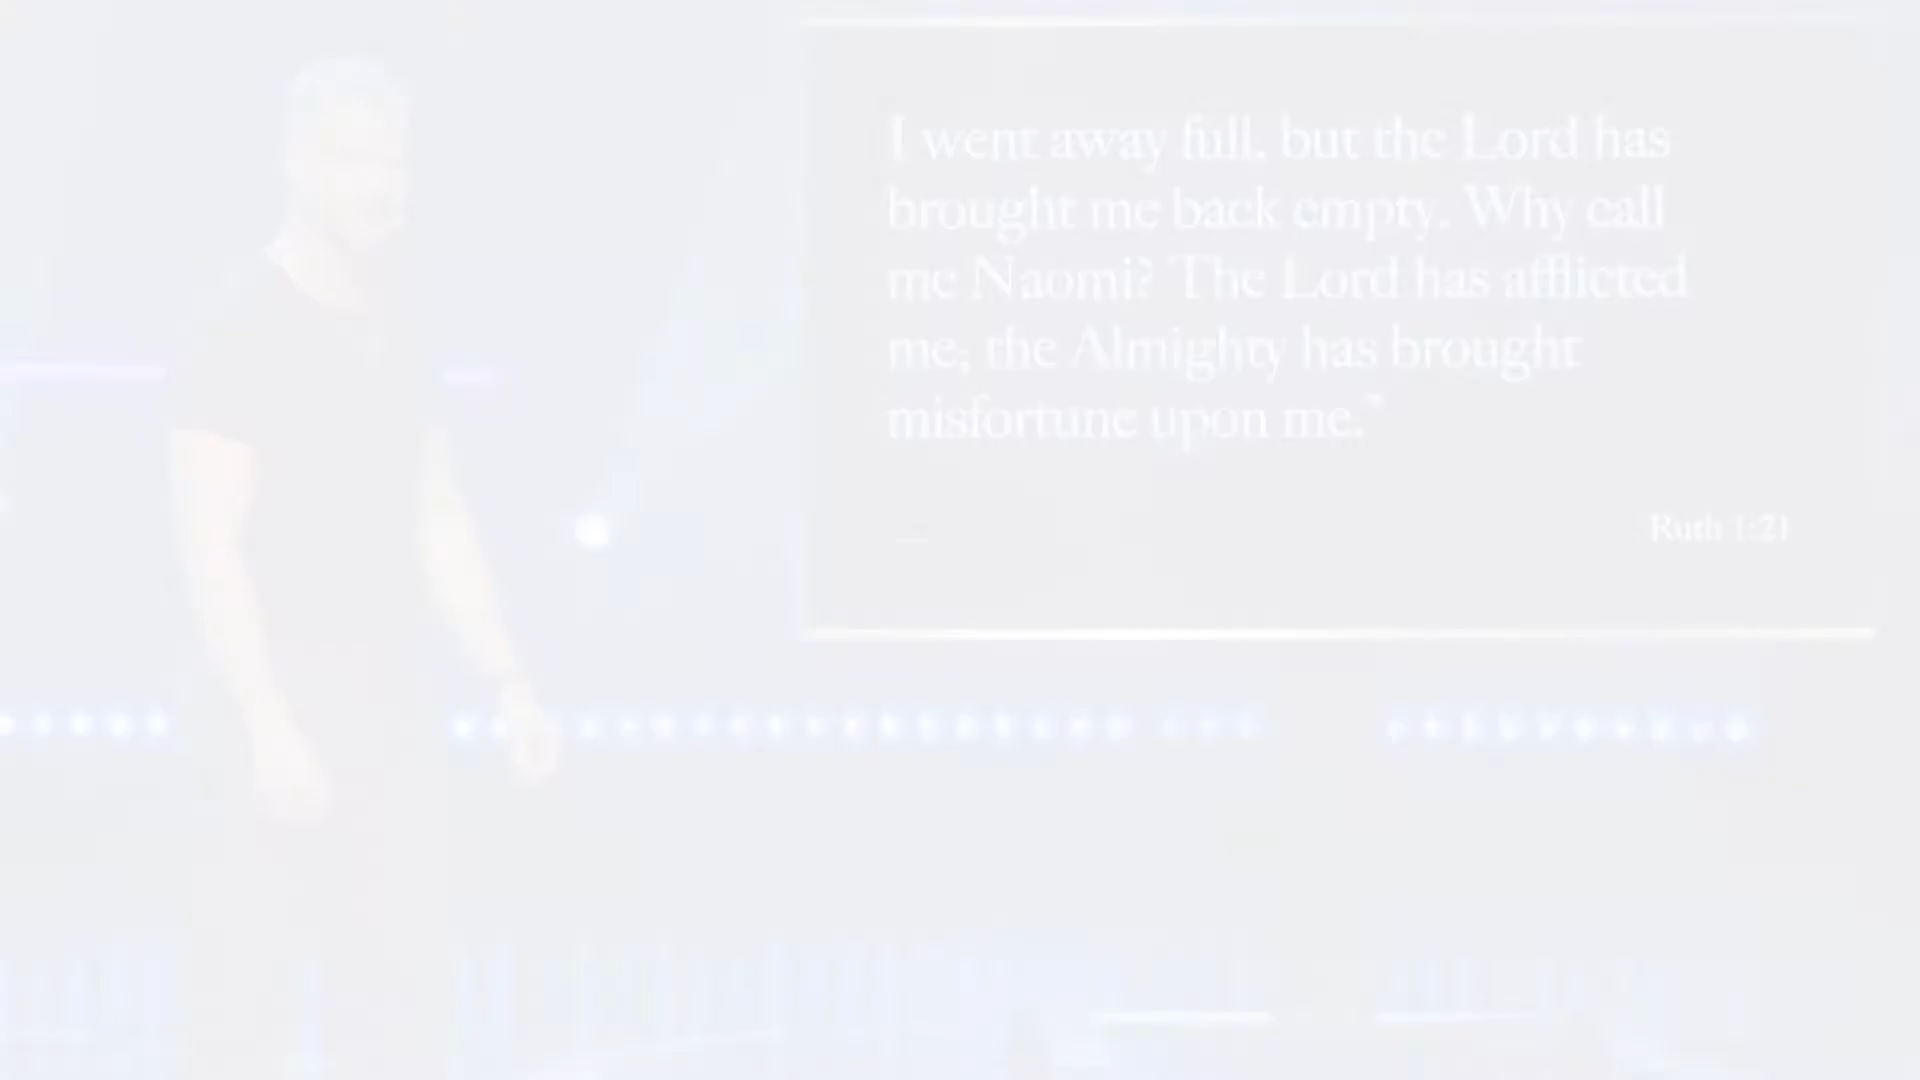 I went away full, but the Lord has
brought me back empty. Why call
me Naomi? The Lord has afflicted
me; the Almighty has brought
misfortune upon me.”
Ruth 1:21